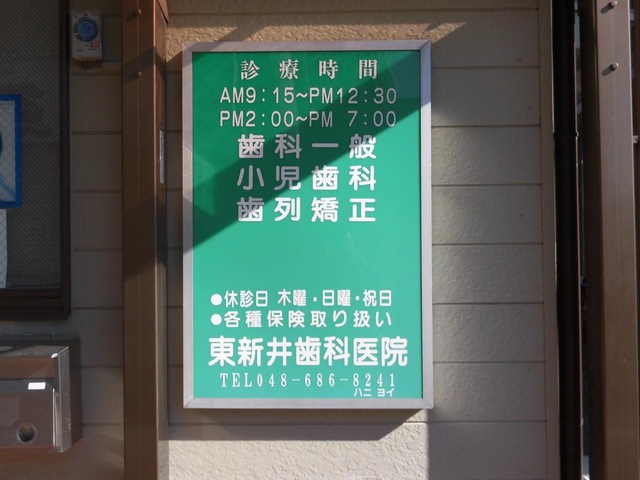 診療時間
AM9:15~PM12:30
PM2:00~PM 7:00
歯科一般
小児歯科
歯列矯正
●休診日 木曜・日曜・祝日
●各種保険取り扱い
東新井歯科医院
TEL048-686-8241
ハニ ヨイ